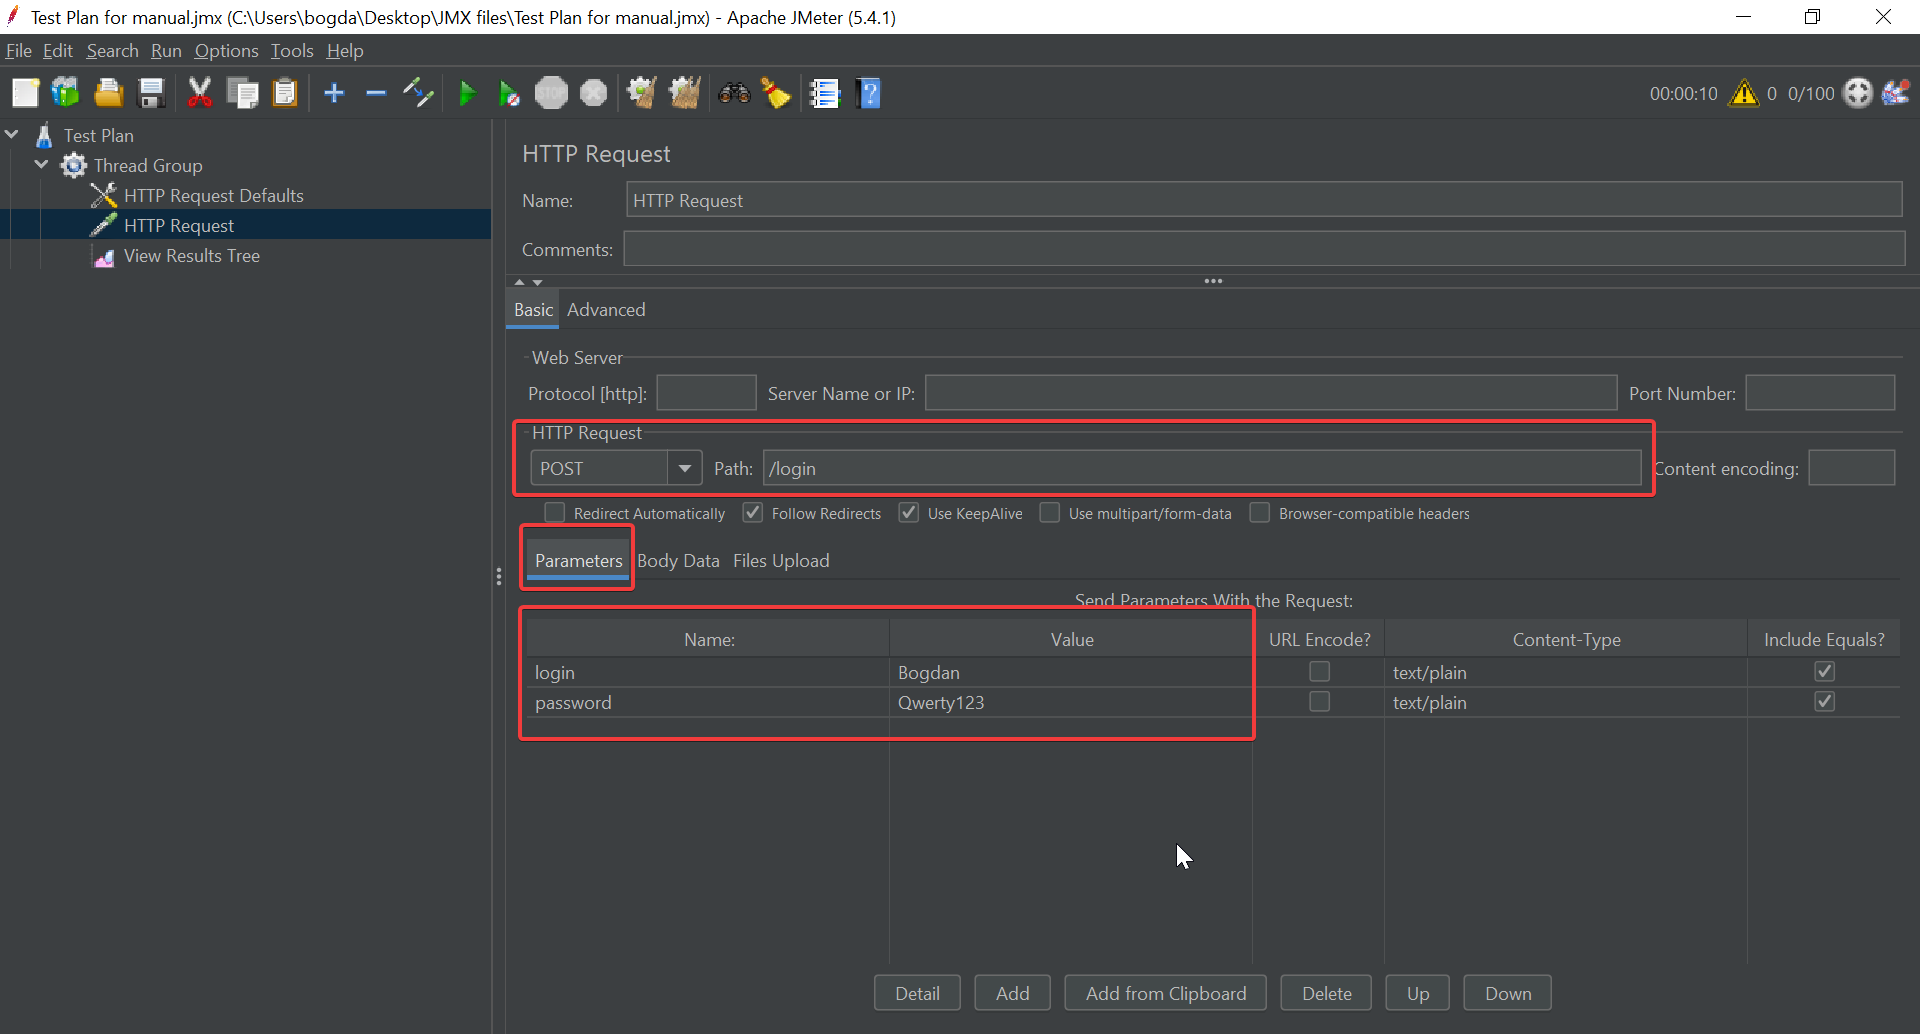 Test Plan for manual.jmx (C:\Users\bogda\Desktop\JMX files\Test Plan for manual.jmx) - Apache JMeter (5.4.1)
File Edit Search Run Options Tools Help
STOP 00:00:10 0 0/100
Test Plan
Thread Group
HTTP Request Defaults
HTTP Request
View Results Tree
HTTP Request
Name: HTTP Request
Comments:
Basic Advanced
Web Server
Protocol [http]: Server Name or IP: Port Number:
HTTP Request
POST Path: /login Content encoding:
Redirect Automatically Follow Redirects Use KeepAlive Use multipart/form-data Browser-compatible headers
Parameters Body Data Files Upload
Send Parameters With the Request:
Name: Value URL Encode? Content-Type Include Equals?
login Bogdan text/plain
password Qwerty123 text/plain
Detail Add Add from Clipboard Delete Up Down